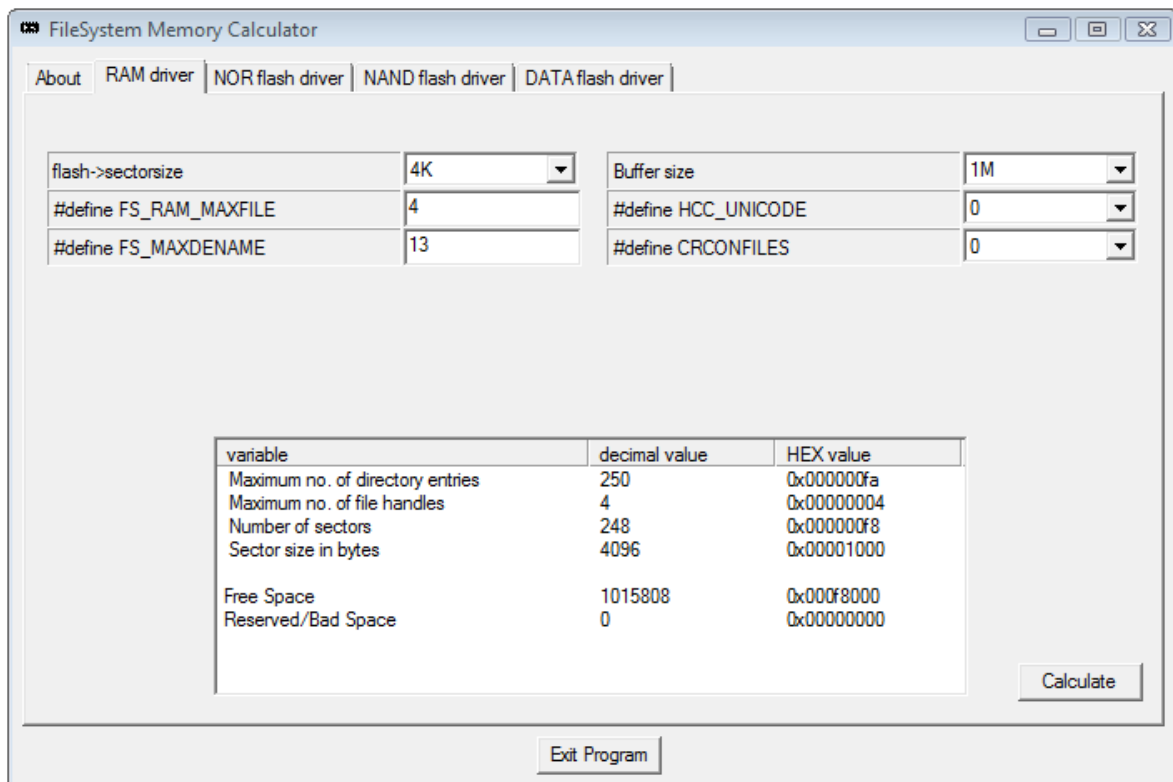 FileSystem Memory Calculator
About RAM driver NOR flash driver NAND flash driver DATA flash driver
flash->sectorsize 4K Buffer size 1M
#define FS_RAM_MAXFILE 4 #define HCC_UNICODE 0
#define FS_MAXDENAME 13 #define CRCONFILES 0
variable decimal value HEX value
Maximum no. of directory entries 250 0x000000fa
Maximum no. of file handles 4 0x00000004
Number of sectors 248 0x000000f8
Sector size in bytes 4096 0x00001000
Free Space 1015808 0x000f8000
Reserved/Bad Space 0 0x00000000
Calculate
Exit Program